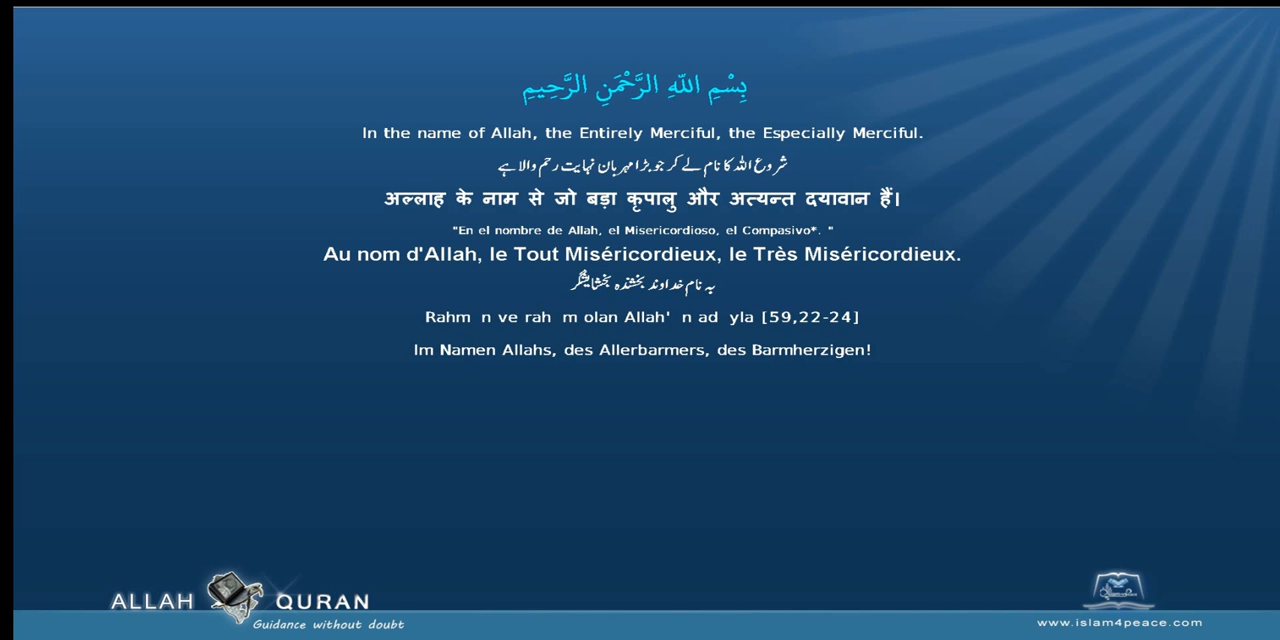 بِسْمِ اللّهِ الرَّحْمَنِ الرَّحِيمِ
In the name of Allah, the Entirely Merciful, the Especially Merciful.
شروع الله کا نام لے کر جو بڑا مہربان نہایت رحم والا ہے
अल्लाह के नाम से जो बड़ा कृपालु और अत्यन्त दयावान हैं।
"En el nombre de Allah, el Misericordioso, el Compasivo*. "
Au nom d'Allah, le Tout Miséricordieux, le Très Miséricordieux.
به نام خداوند بخشنده بخشایشگر
Rahm n ve rah m olan Allah' n ad yla [59,22-24]
Im Namen Allahs, des Allerbarmers, des Barmherzigen!
ALLAH QURAN
Guidance without doubt
www.islam4peace.com